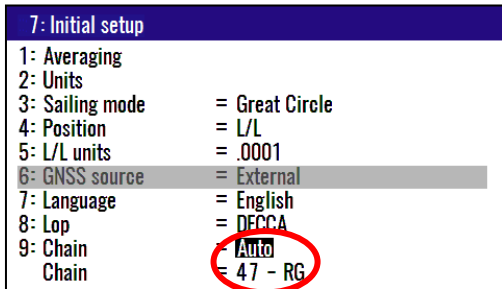 7: Initial setup
1: Averaging
2: Units
3: Sailing mode = Great Circle
4: Position = L/L
5: L/L units = .0001
6: GNSS source = External
7: Language = English
8: Lop = DECCA
9: Chain = Auto
Chain = 47 - RG